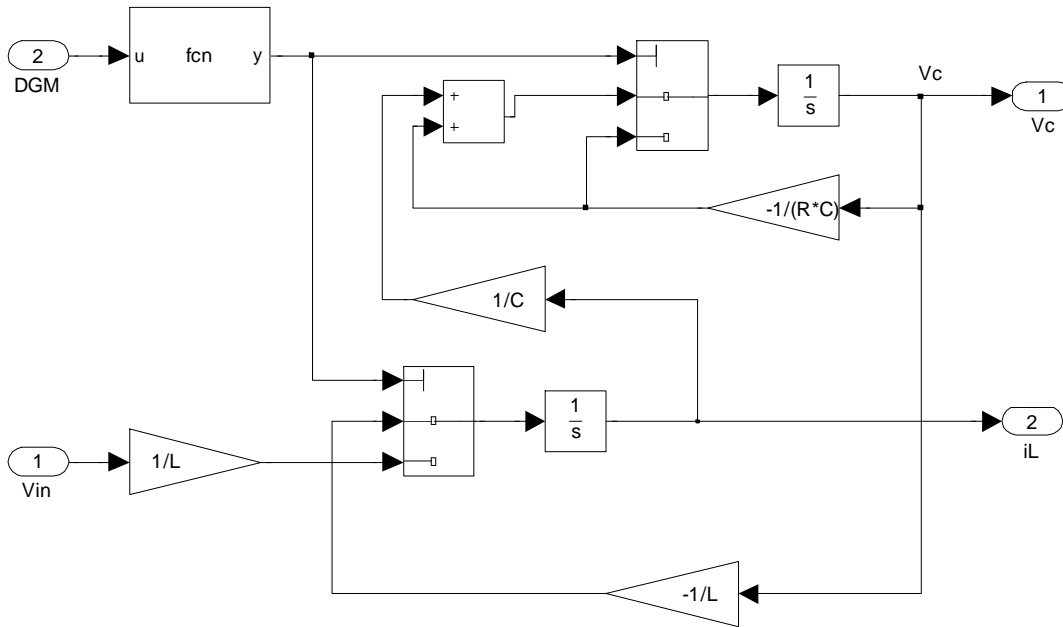 2
DGM
u fcn y
+
+
1
s
Vc
1
Vc
-1/(R*C)
1/C
1
s
2
iL
1
Vin
1/L
-1/L